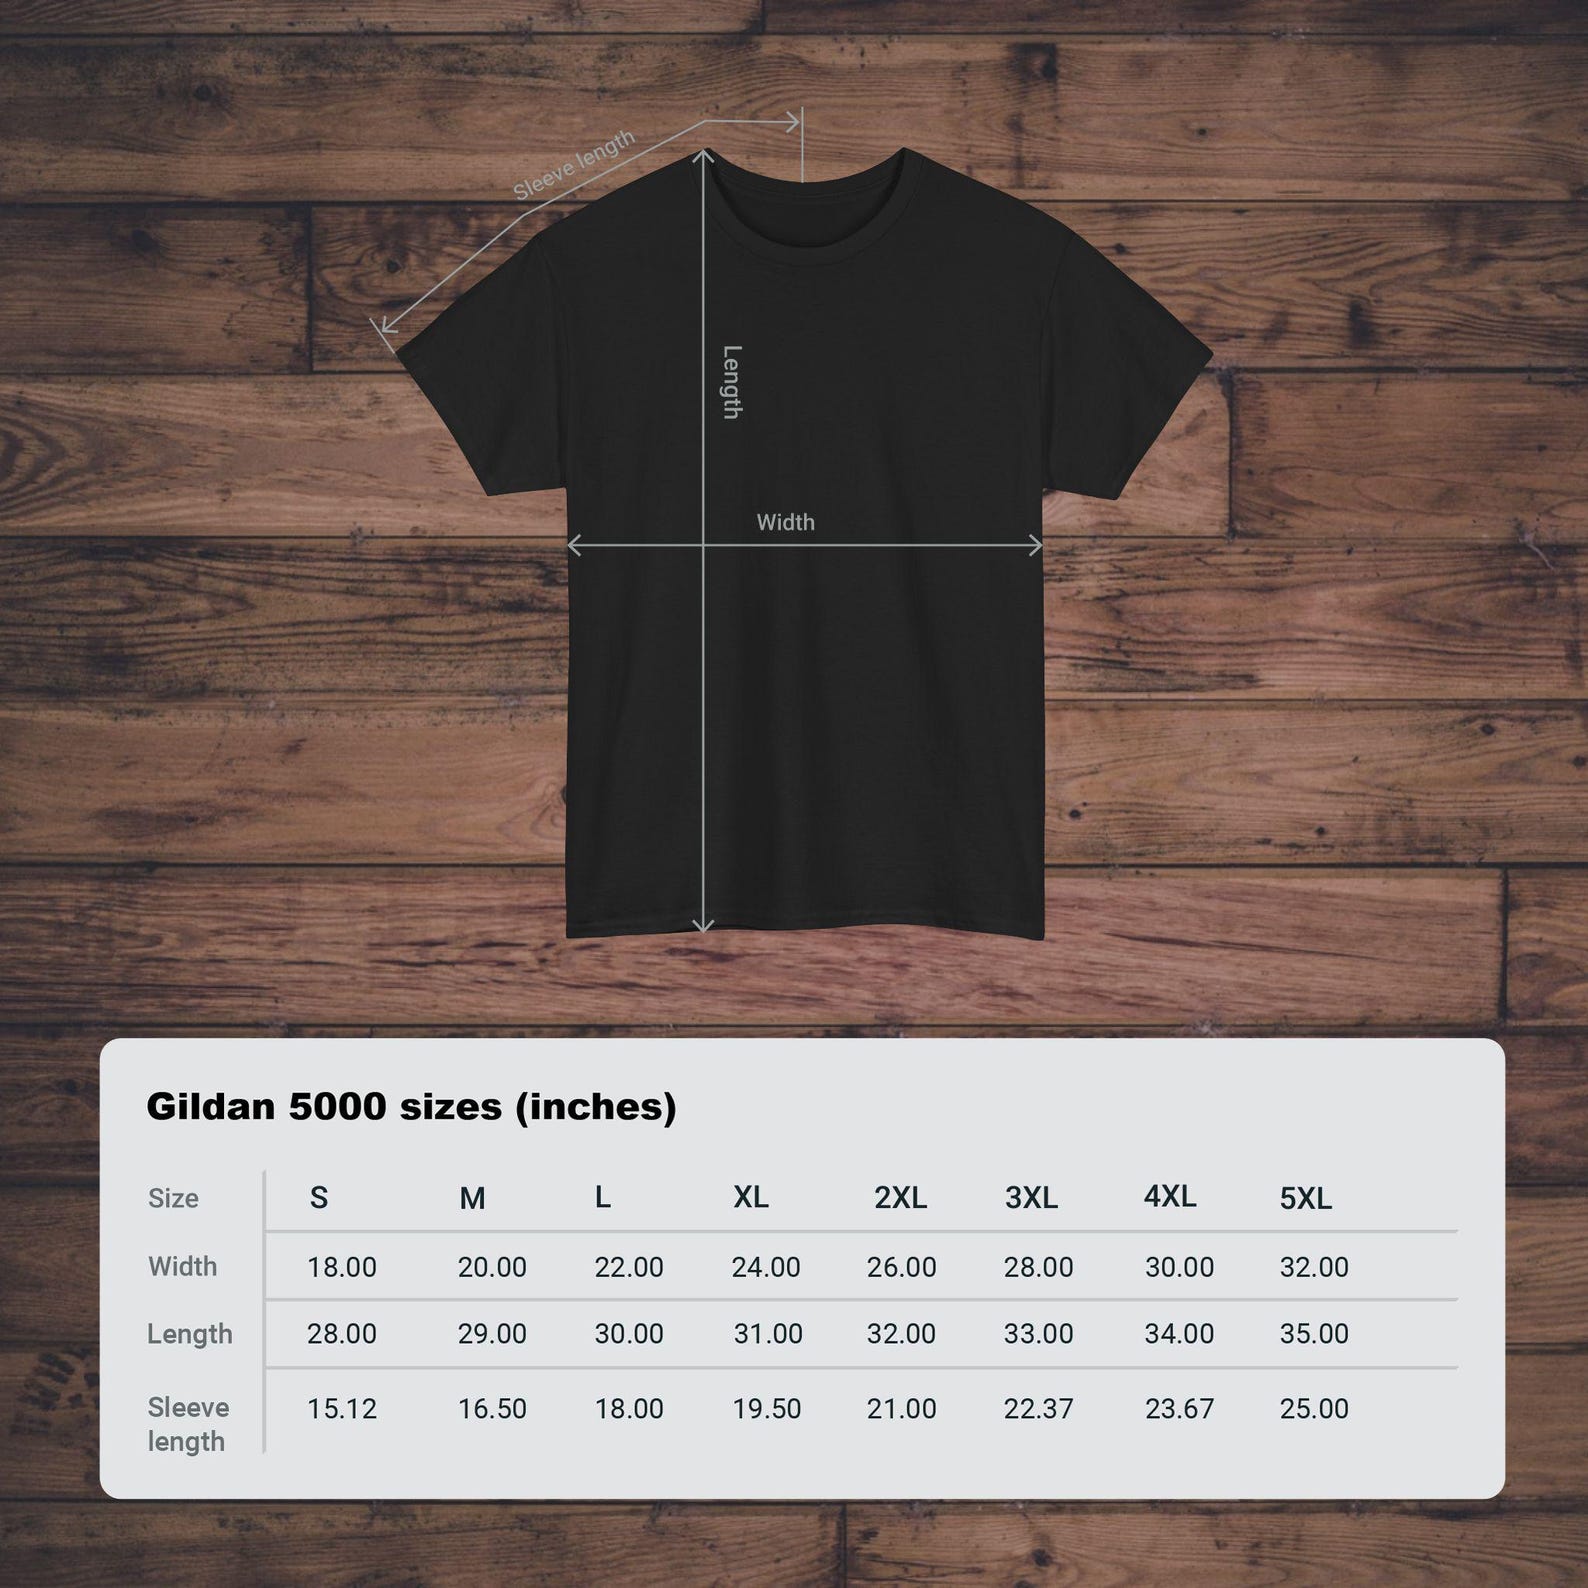 Sleeve length
Length
Width
Gildan 5000 sizes (inches)
Size S M L XL 2XL 3XL 4XL 5XL
Width 18.00 20.00 22.00 24.00 26.00 28.00 30.00 32.00
Length 28.00 29.00 30.00 31.00 32.00 33.00 34.00 35.00
Sleeve length 15.12 16.50 18.00 19.50 21.00 22.37 23.67 25.00